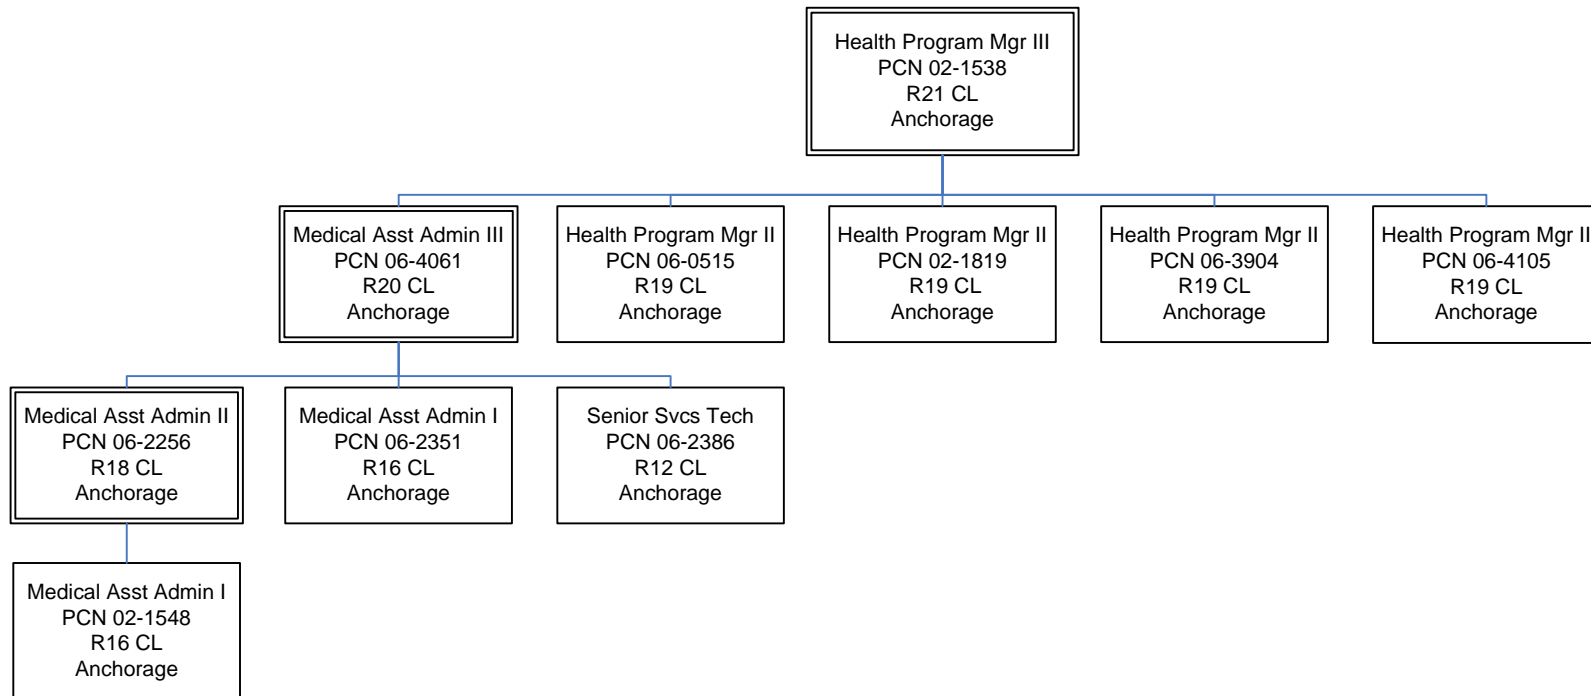 Health Program Mgr III
PCN 02-1538
R21 CL
Anchorage
Medical Asst Admin III
PCN 06-4061
R20 CL
Anchorage
Health Program Mgr II
PCN 06-0515
R19 CL
Anchorage
Health Program Mgr II
PCN 02-1819
R19 CL
Anchorage
Health Program Mgr II
PCN 06-3904
R19 CL
Anchorage
Health Program Mgr II
PCN 06-4105
R19 CL
Anchorage
Medical Asst Admin II
PCN 06-2256
R18 CL
Anchorage
Medical Asst Admin I
PCN 06-2351
R16 CL
Anchorage
Senior Svcs Tech
PCN 06-2386
R12 CL
Anchorage
Medical Asst Admin I
PCN 02-1548
R16 CL
Anchorage